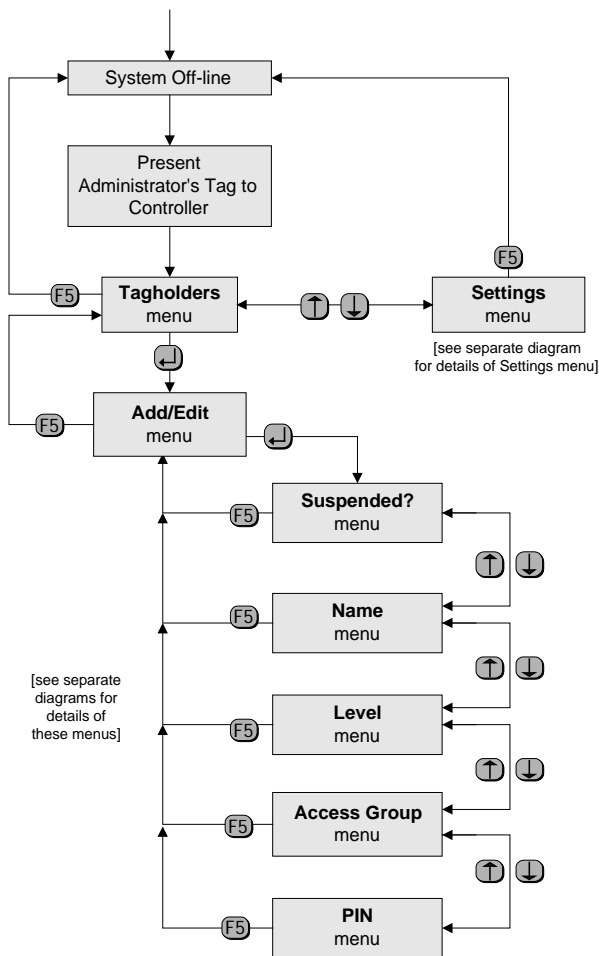 System Off-line
Present
Administrator's Tag to
Controller
F5
F5
Tagholders
menu
↑ ↓
Settings
menu
[see separate diagram
for details of Settings menu]
↵
F5
Add/Edit
menu
↵
F5
Suspended?
menu
↑ ↓
F5
Name
menu
↑ ↓
[see separate
diagrams for
details of
these menus]
F5
Level
menu
↑ ↓
F5
Access Group
menu
↑ ↓
F5
PIN
menu